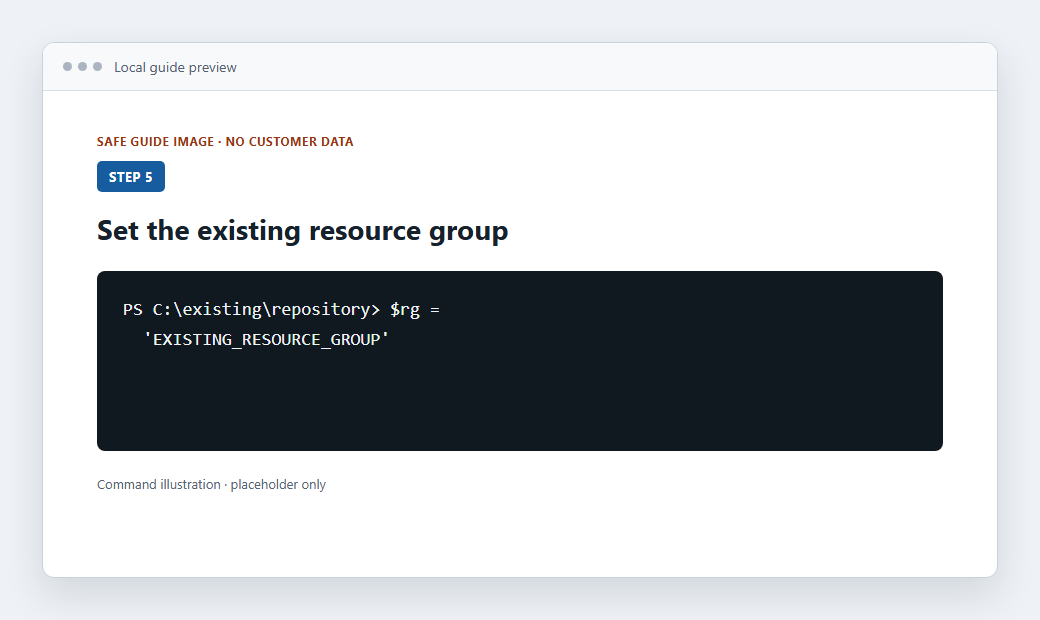 Local guide preview
SAFE GUIDE IMAGE · NO CUSTOMER DATA
STEP 5
Set the existing resource group
PS C:\existing\repository> $rg =
'EXISTING_RESOURCE_GROUP'
Command illustration · placeholder only